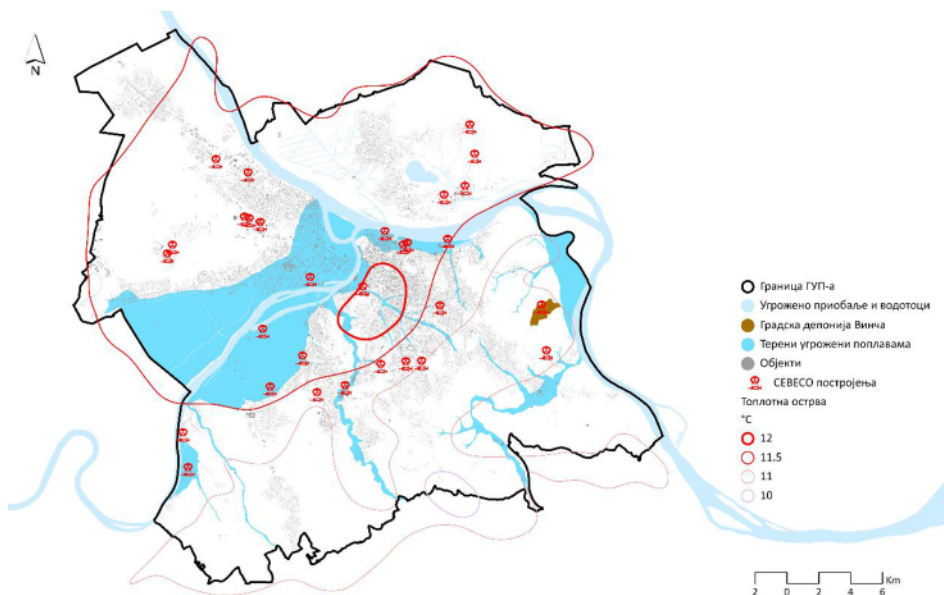 N
Граница ГУП-а
Угрожено приобаље и водотоци
Градска депонија Винча
Терени угрожени поплавама
Објекти
СЕВЕСО постројења
Топлотна острва
°C
12
11.5
11
10
Km
2 0 2 4 6